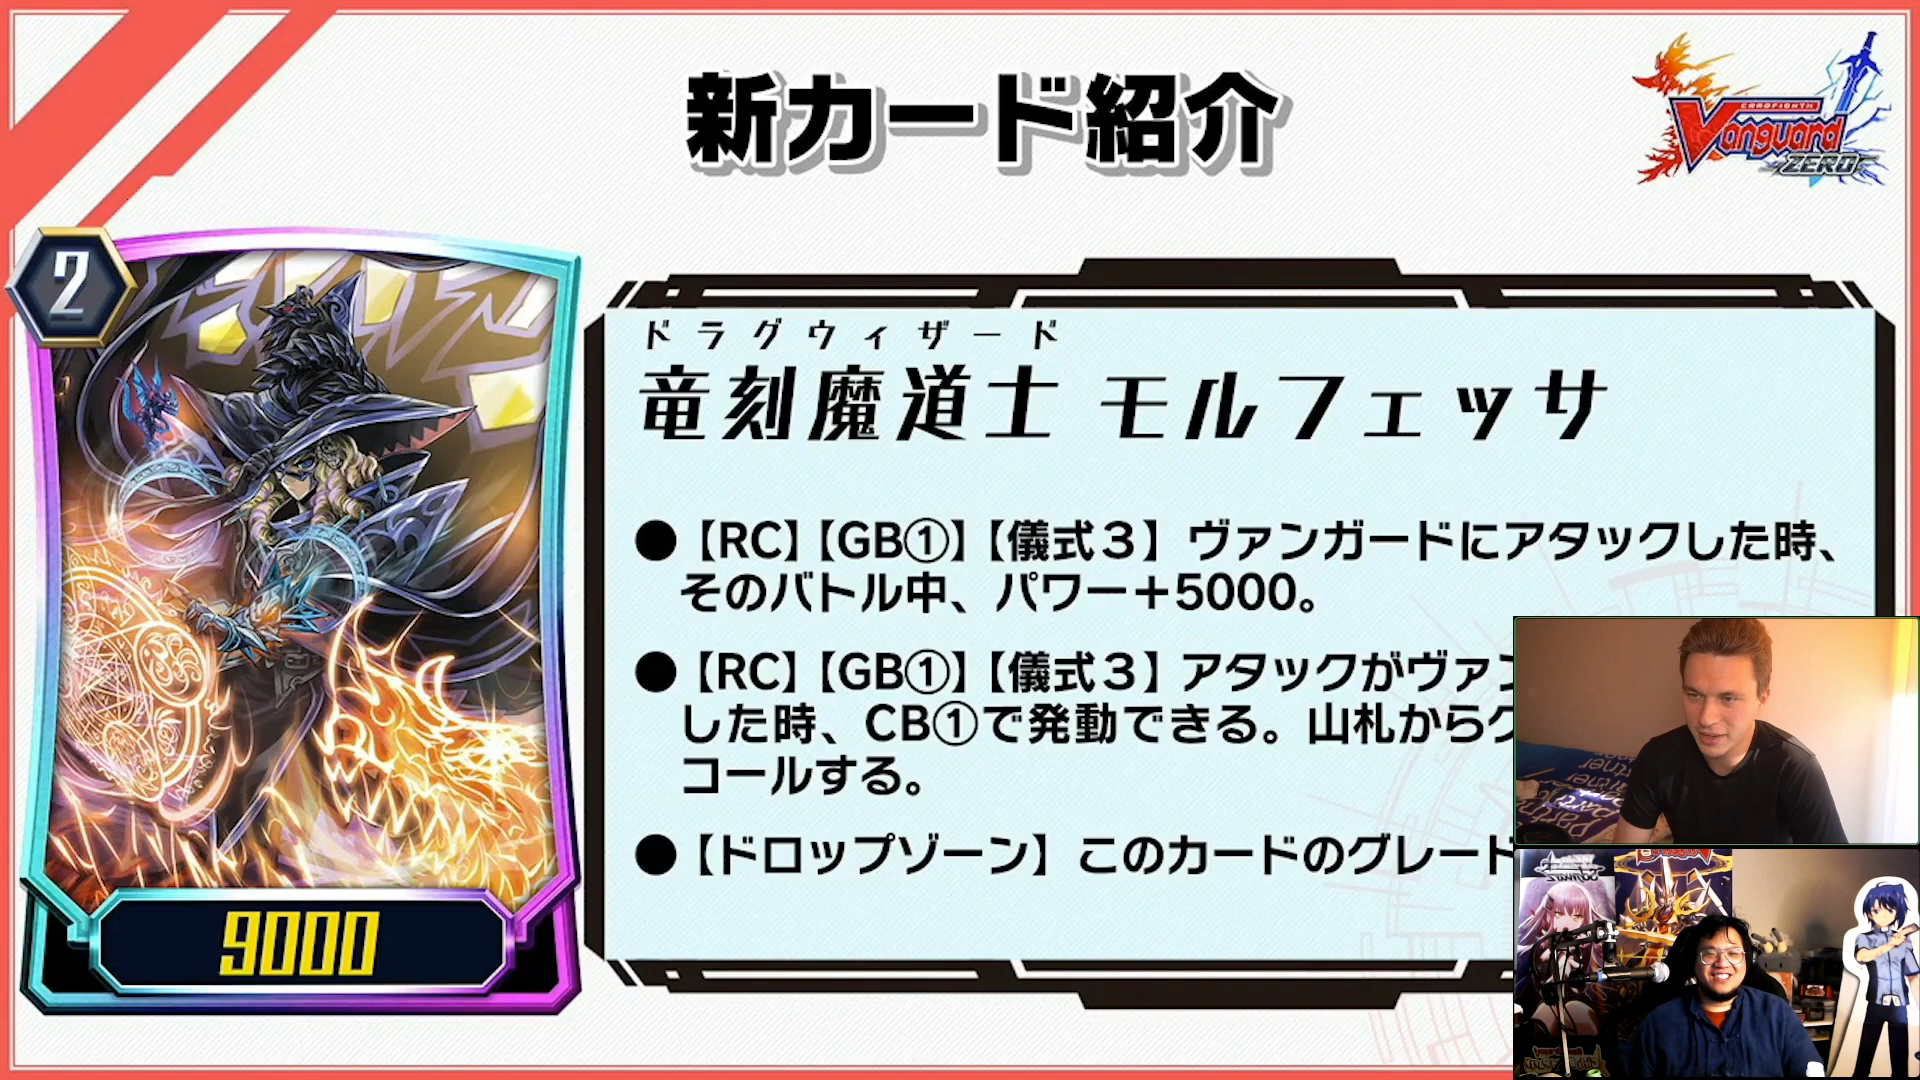 新カード紹介
CARDFIGHT!!
Vanguard
ZERO
2
ドラグウィザード
竜刻魔道士 モルフェッサ
●【RC】【GB①】【儀式３】ヴァンガードにアタックした時、
そのバトル中、パワー＋5000。
●【RC】【GB①】【儀式３】アタックがヴァン
した時、CB①で発動できる。山札からク
コールする。
●【ドロップゾーン】このカードのグレード
9000